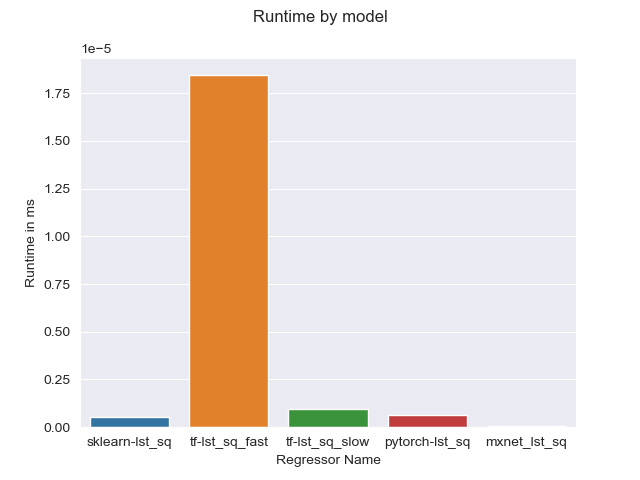 Runtime by model
1e−5
1.75
1.50
1.25
1.00
0.75
0.50
0.25
0.00
Runtime in ms
sklearn-lst_sq tf-lst_sq_fast tf-lst_sq_slow pytorch-lst_sq mxnet_lst_sq
Regressor Name